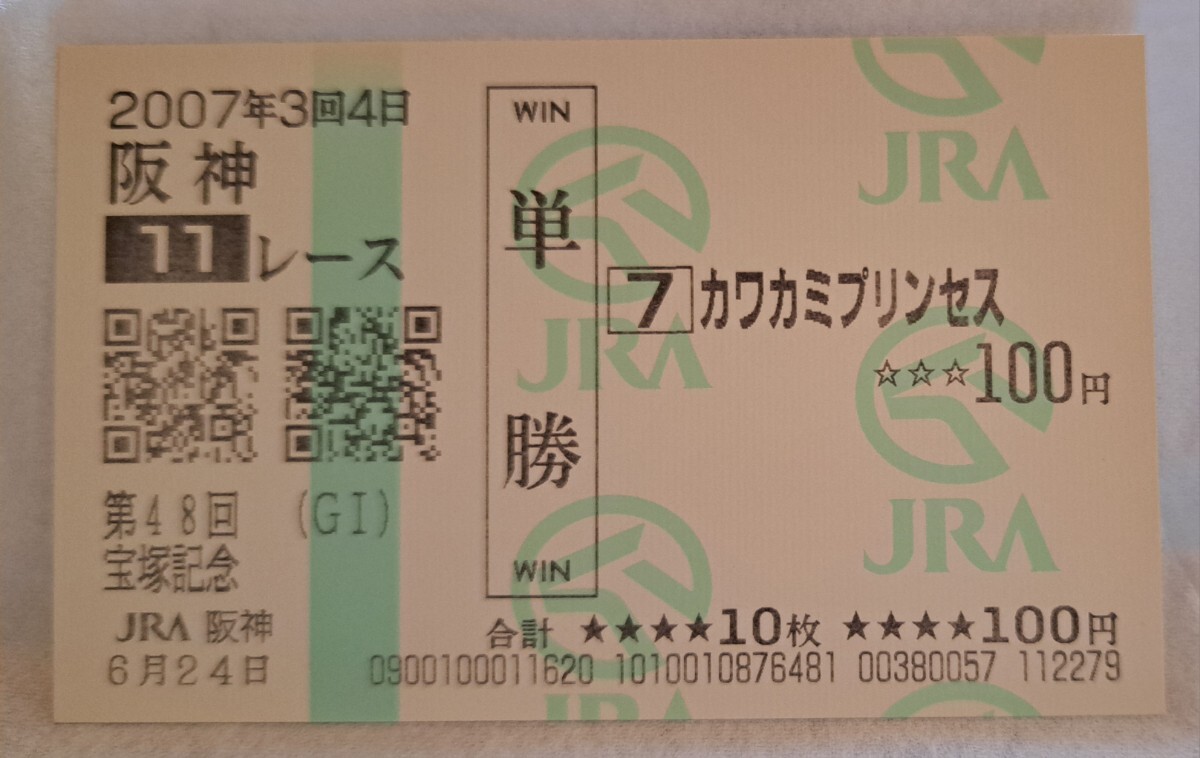 2007年3回4日
阪神
11レース
第48回 (GI)
宝塚記念
JRA 阪神
6月24日
WIN
単勝
WIN
7 カワカミプリンセス
☆☆☆100円
合計 ★★★★10枚 ★★★★100円
0900100011620 1010010876481 00380057 112279
JRA
JRA
JRA
JRA